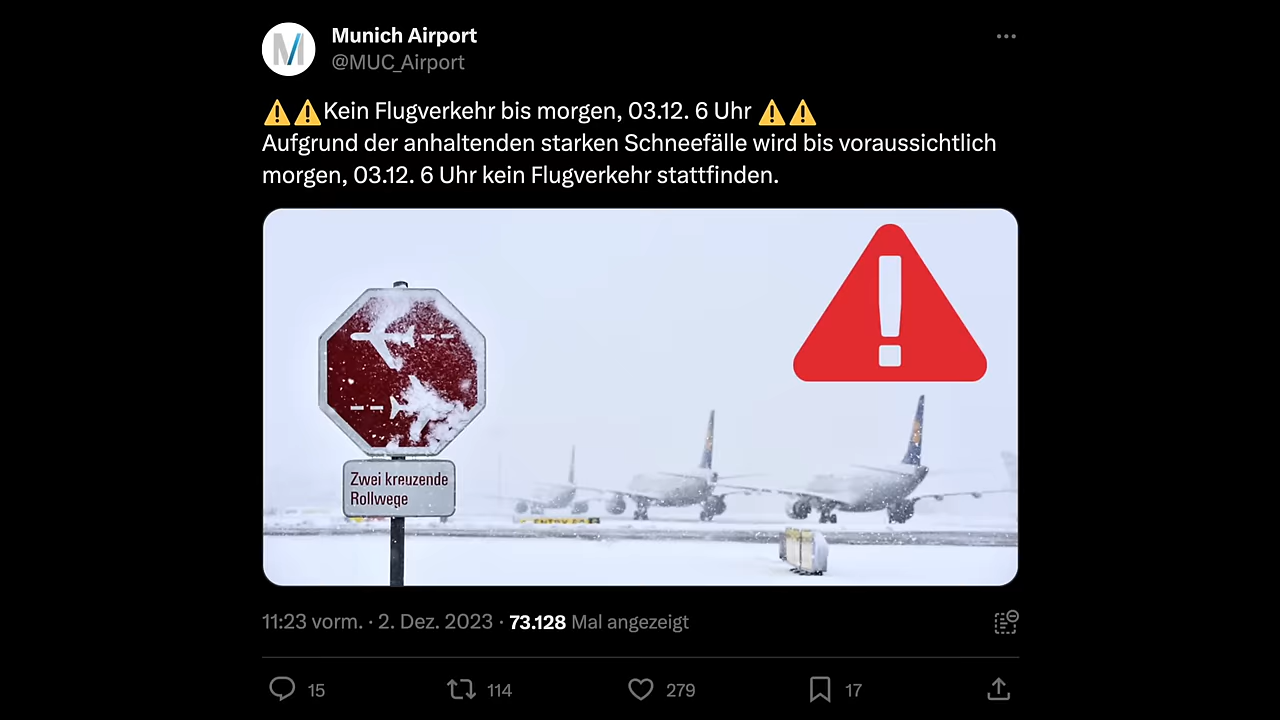 Munich Airport
@MUC_Airport
⚠️⚠️Kein Flugverkehr bis morgen, 03.12. 6 Uhr ⚠️⚠️
Aufgrund der anhaltenden starken Schneefälle wird bis voraussichtlich
morgen, 03.12. 6 Uhr kein Flugverkehr stattfinden.
Zwei kreuzende
Rollwege
11:23 vorm. · 2. Dez. 2023 · 73.128 Mal angezeigt
15 114 279 17